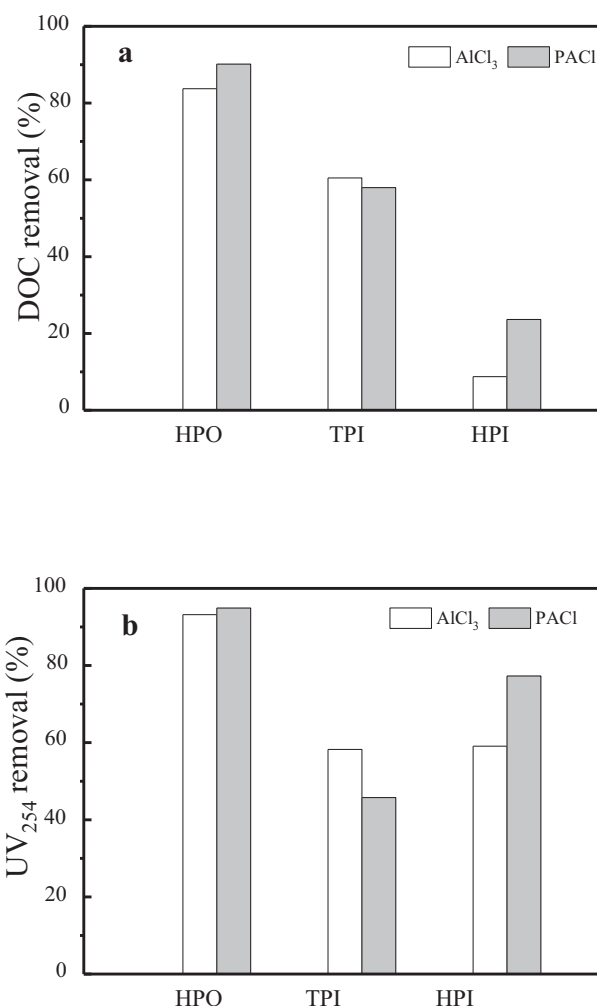 100
a
AlCl₃ PACl
80
60
40
20
0
DOC removal (%)
HPO TPI HPI
100
b
AlCl₃ PACl
80
60
40
20
0
UV₂₅₄ removal (%)
HPO TPI HPI